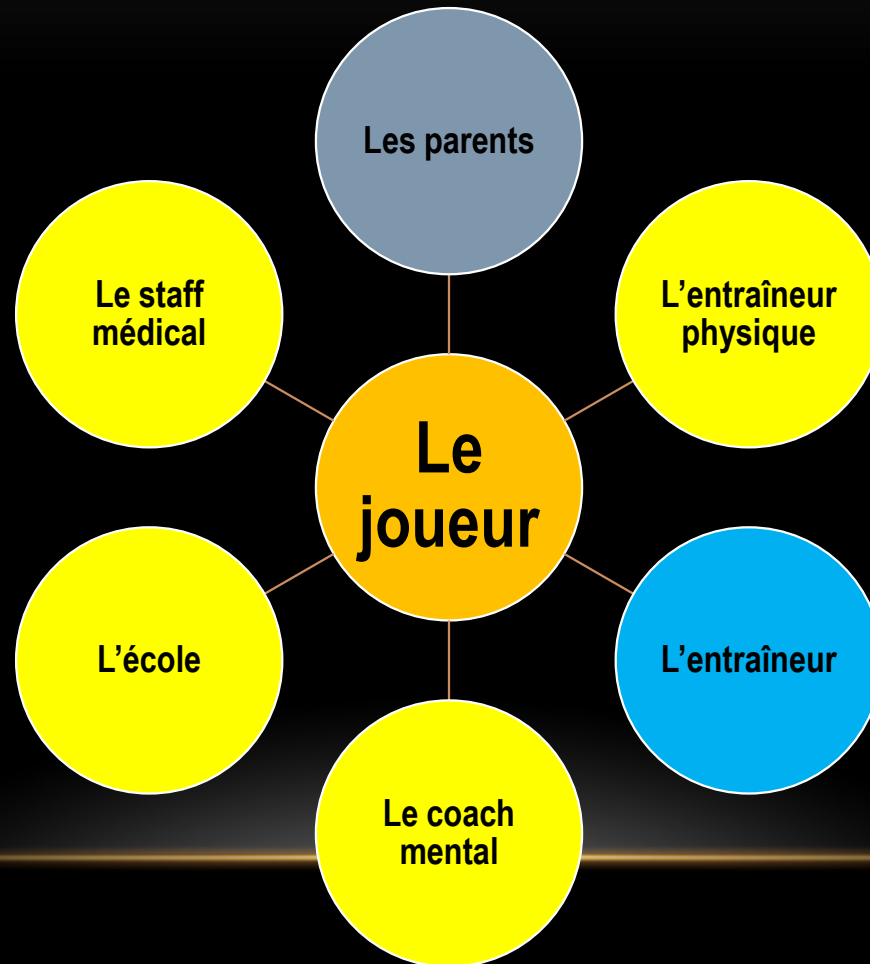 Les parents
Le staff
médical
L’entraîneur
physique
Le
joueur
L’école
L’entraîneur
Le coach
mental